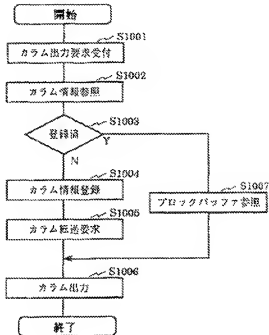 開始
S1001
カラム出力要求受付
S1002
カラム情報参照
S1003
登録済
Y
N
S1004
カラム情報登録
S1007
ブロックバッファ参照
S1005
カラム転送要求
S1006
カラム出力
終了